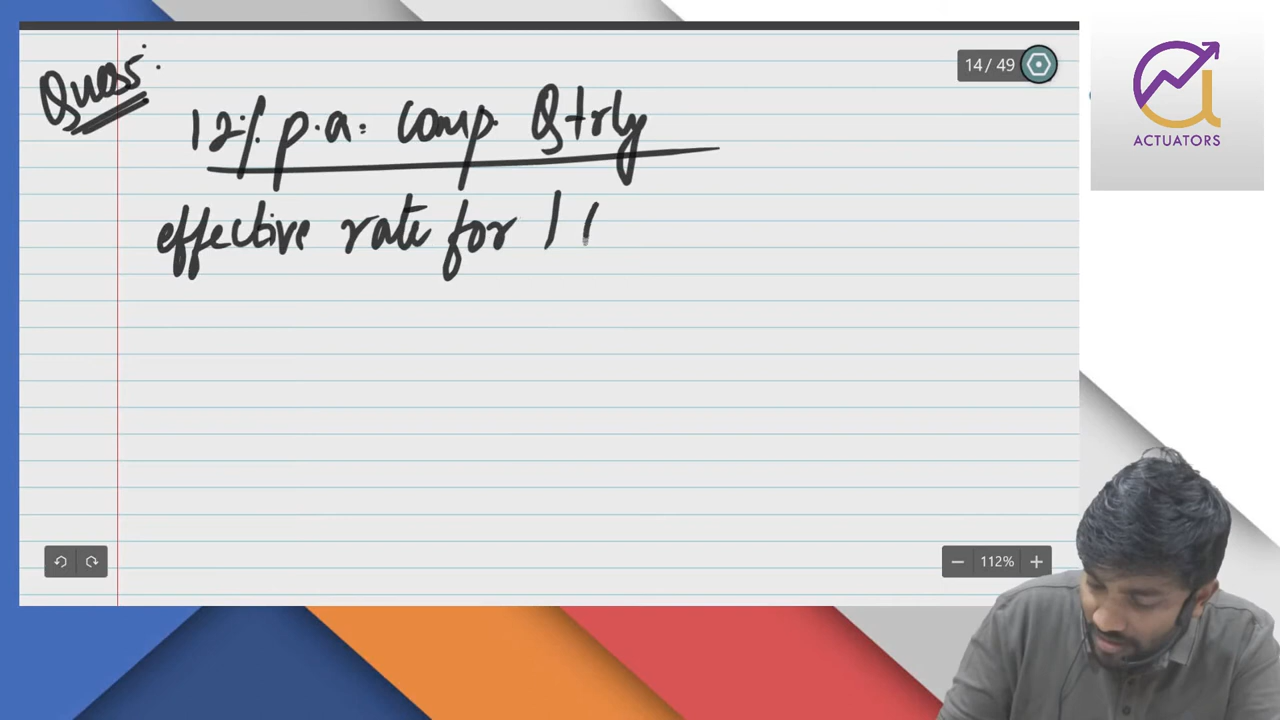 Ques:
14 / 49
ACTUATORS
12% p.a. comp. Qtrly
effective rate for 1
112%